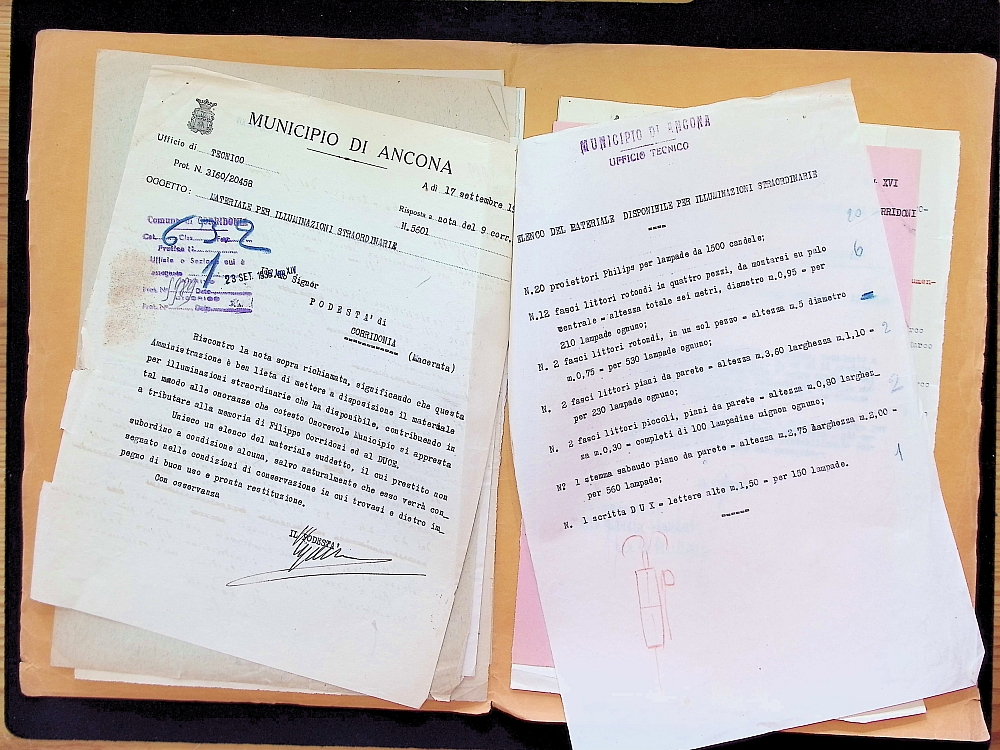 MUNICIPIO DI ANCONA
Ufficio di TECNICO
Prot. N. 3160/20458
A dì 17 settembre
Risposta a nota del 9 corr.
N.5601
OGGETTO: MATERIALE PER ILLUMINAZIONI STRAORDINARIE
Comune di CORRIDONIA
632
1
23 SET.
Signor
PODESTA' di
CORRIDONIA
(Macerata)
Riscontro la nota sopra richiamata, significando che questa
Amministrazione è ben lieta di mettere a disposizione il materiale
per illuminazioni straordinarie che ha disponibile, contribuendo in
tal mæodo alle onoranze che cotesto Onorevole Municipio si appresta
a tributare alla memoria di Filippo Corridoni ed al DUCE.
Unisco un elenco del materiale suddetto, il cui prestito non
subordino a condizione alcuna, salvo naturalmente che esso verrà con_
segnato nelle condizioni di conservazione in cui trovasi e dietro im_
pegno di buon uso e pronta restituzione.
Con osservanza
IL PODESTA'
MUNICIPIO DI ANCONA
UFFICIO TECNICO
ELENCO DEL MATERIALE DISPONIBILE PER ILLUMINAZIONI STRAORDINARIE
N.20 proiettori Philips per lampade da 1500 candele; 10
N.12 fasci littori rotondi in quattro pezzi, da montarsi su palo 6
centrale = altezza totale sei metri, diametro m.0,95 = per
210 lampade ognuno;
N. 2 fasci littori rotondi, in un sol pezzo = altezza m.5 diametro
m.0,75 = per 530 lampade ognuno;
N. 2 fasci littori piani da parete = altezza m.3,60 larghezza m.1,10 = 2
per 230 lampade ognuno;
N. 2 fasci littori piccoli, piani da parete = altezza m.0,80 larghez_ 2
za m.0,30 = completi di 100 lampadine mignon ognuno;
N? 1 stemma sabaudo piano da parete = altezza m.2,75 larghezza m.2,00 =
per 560 lampade; 1
N. 1 scritta D U X = lettere alte m.1,50 = per 150 lampade.
XVI
RRIDONI